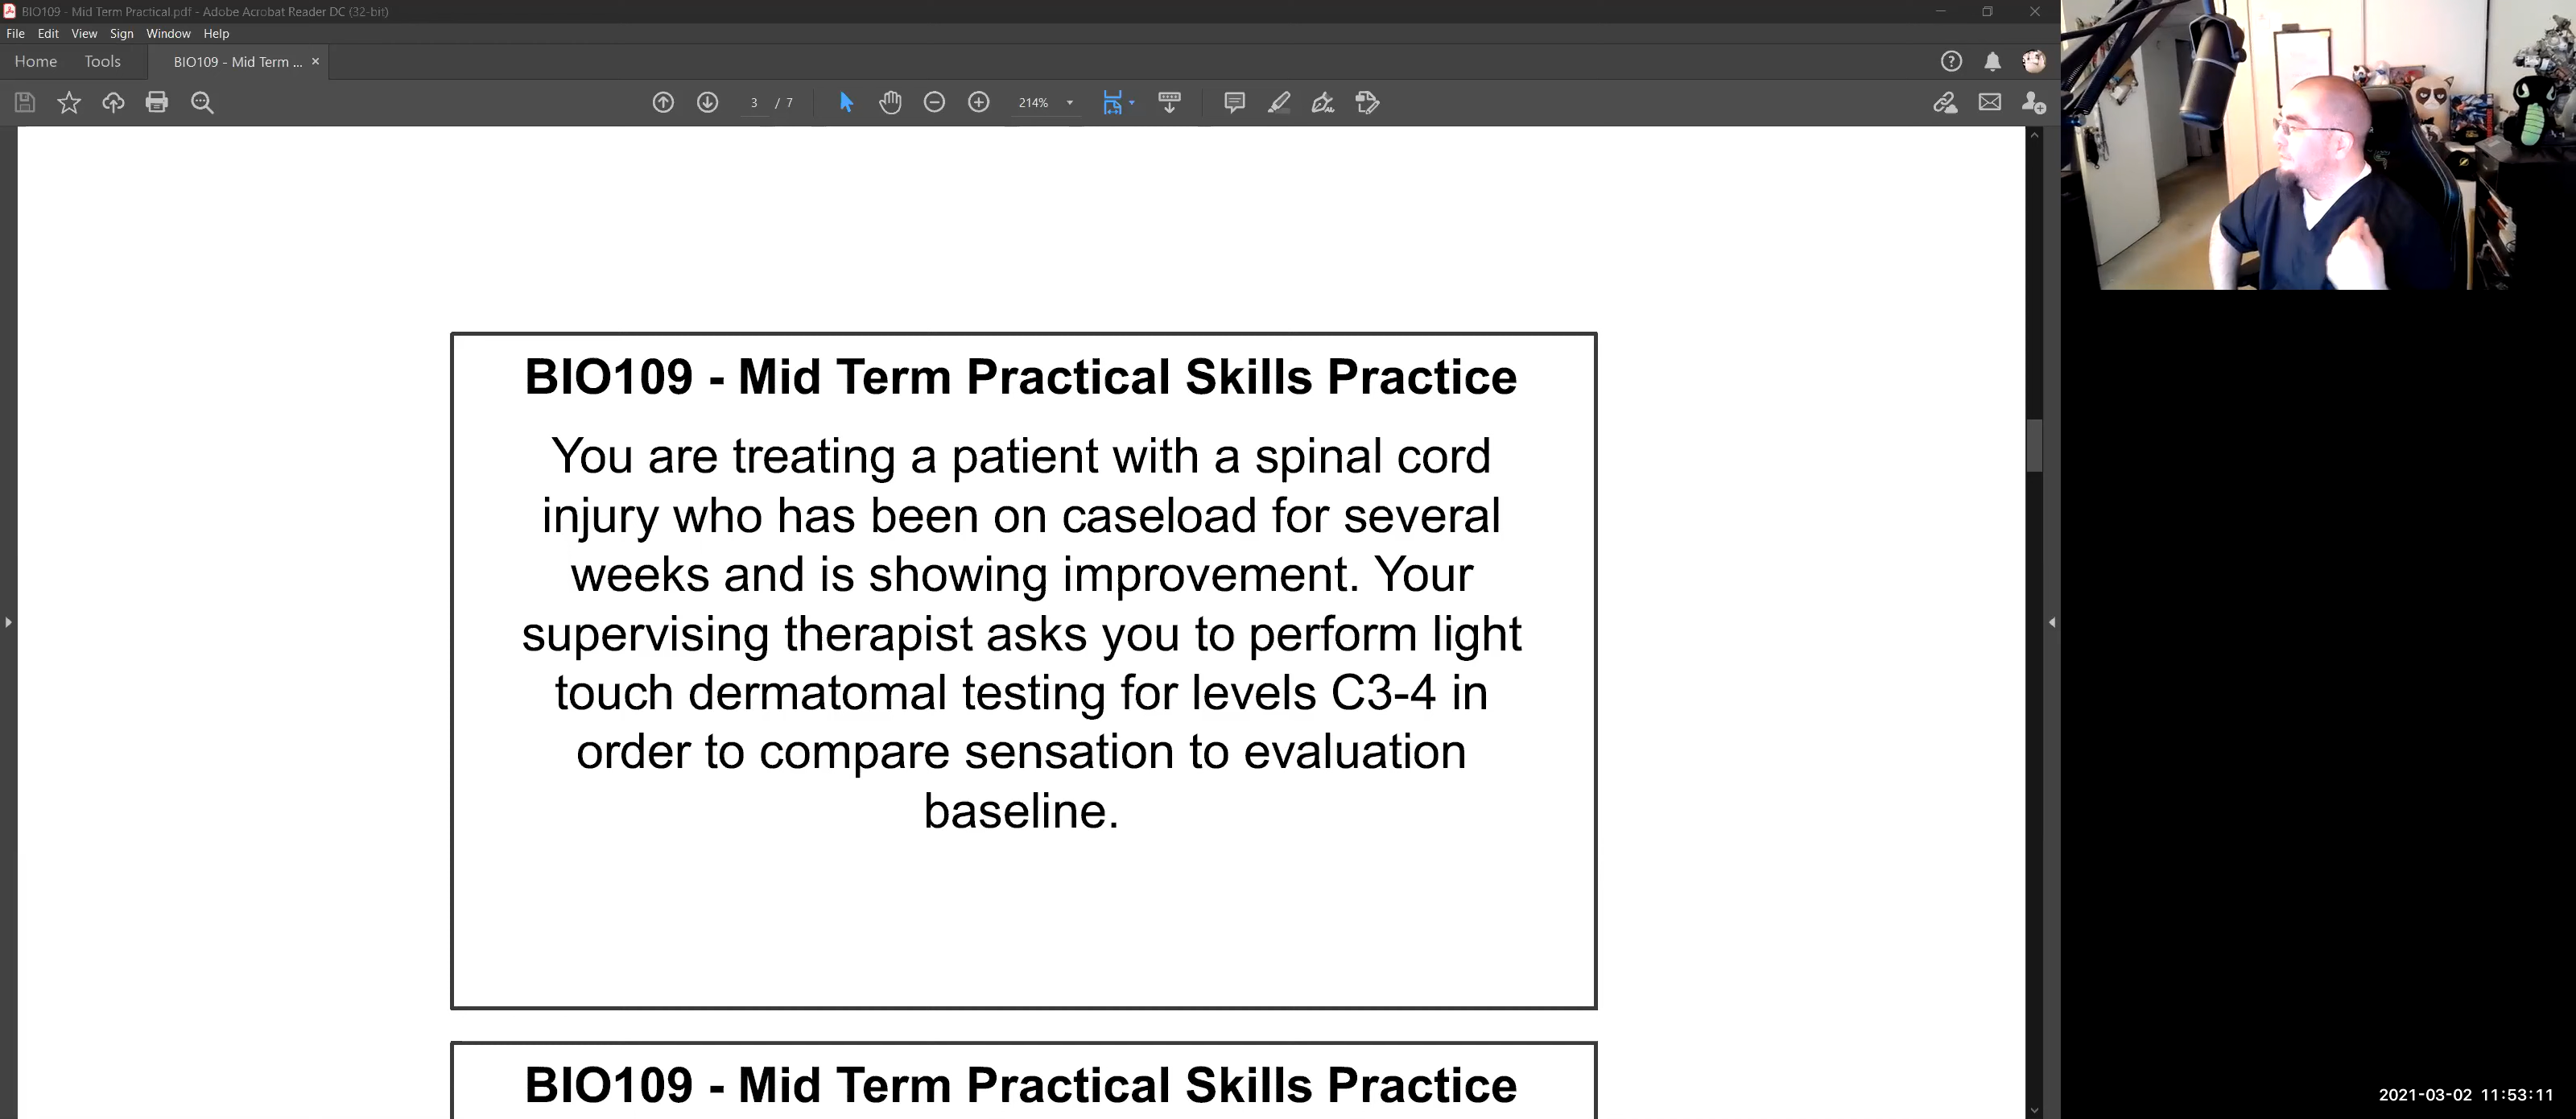 BIO109 - Mid Term Practical.pdf - Adobe Acrobat Reader DC (32-bit)
File Edit View Sign Window Help
Home Tools BIO109 - Mid Term ... ×
3 / 7 214%
BIO109 - Mid Term Practical Skills Practice
You are treating a patient with a spinal cord
injury who has been on caseload for several
weeks and is showing improvement. Your
supervising therapist asks you to perform light
touch dermatomal testing for levels C3-4 in
order to compare sensation to evaluation
baseline.
BIO109 - Mid Term Practical Skills Practice
2021-03-02 11:53:11